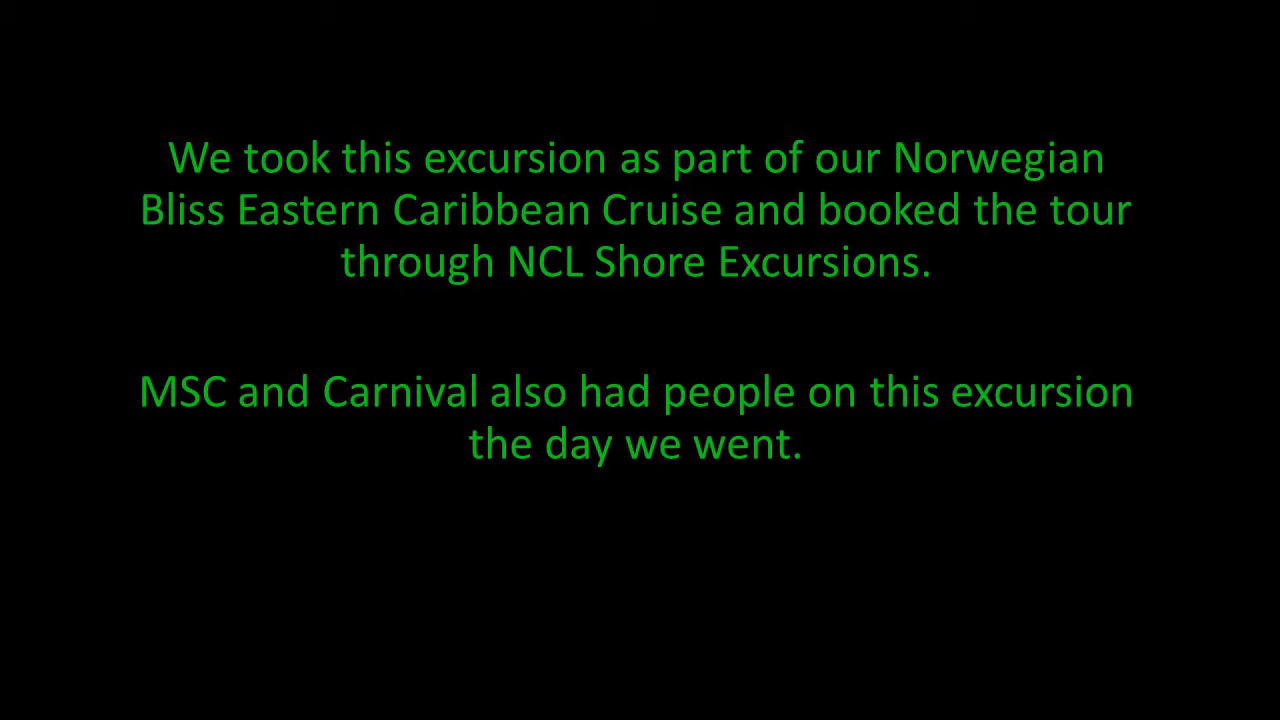 We took this excursion as part of our Norwegian
Bliss Eastern Caribbean Cruise and booked the tour
through NCL Shore Excursions.
MSC and Carnival also had people on this excursion
the day we went.